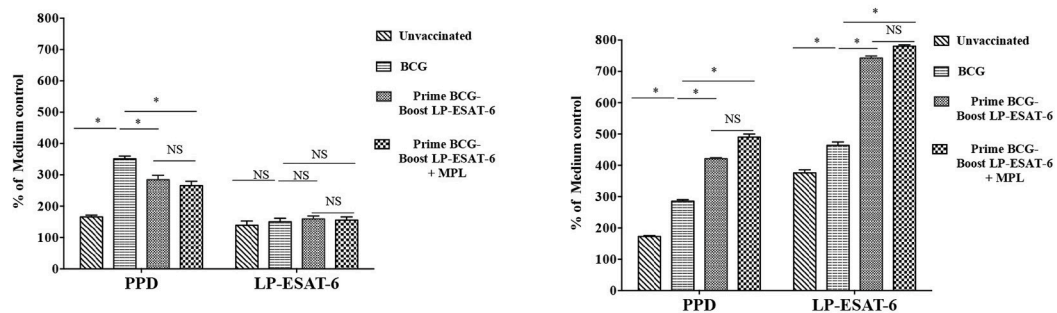 800
700
600
500
400
300
200
100
0
% of Medium control
*
*
*
NS
NS
NS
NS
NS
PPD
LP-ESAT-6
Unvaccinated
BCG
Prime BCG-
Boost LP-ESAT-6
Prime BCG-
Boost LP-ESAT-6
+ MPL
800
700
600
500
400
300
200
100
0
% of Medium control
*
*
*
NS
*
*
*
NS
PPD
LP-ESAT-6
Unvaccinated
BCG
Prime BCG-
Boost LP-ESAT-6
Prime BCG-
Boost LP-ESAT-6
+ MPL